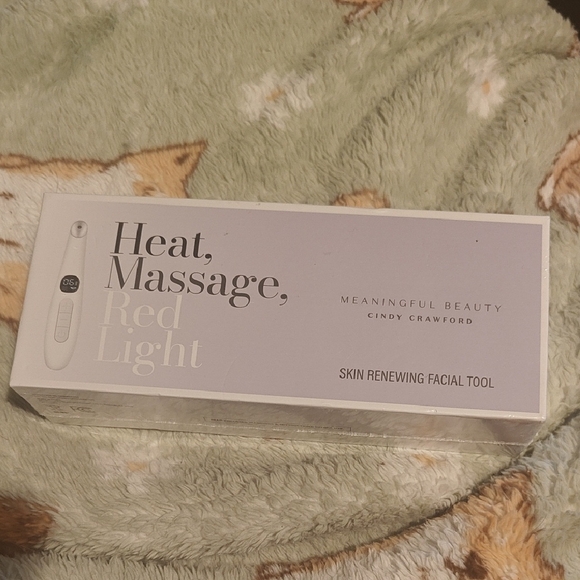 Heat,
Massage,
Red
Light
MEANINGFUL BEAUTY
CINDY CRAWFORD
SKIN RENEWING FACIAL TOOL